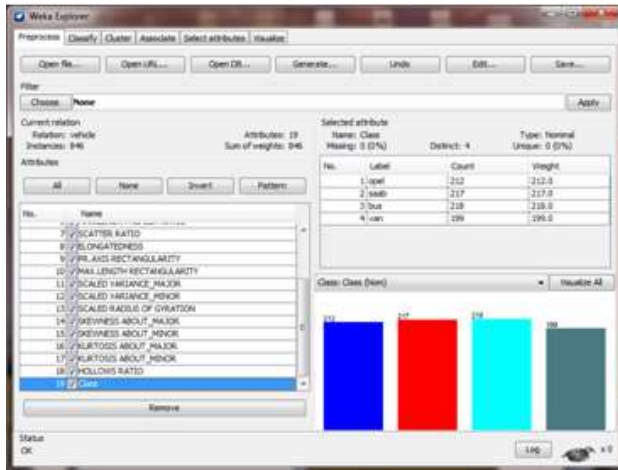 Weka Explorer
Preprocess Classify Cluster Associate Select attributes Visualize
Open file... Open URL... Open DB... Generate... Undo Edit... Save...
Filter
Choose None Apply
Current relation
Relation: vehicle Attributes: 19
Instances: 846 Sum of weights: 846
Selected attribute
Name: Class Type: Nominal
Missing: 0 (0%) Distinct: 4 Unique: 0 (0%)
Attributes
All None Invert Pattern
No. Label Count Weight
1 opel 212 212.0
2 saab 217 217.0
3 bus 218 218.0
4 van 199 199.0
No. Name
7 SCATTER RATIO
8 ELONGATEDNESS
9 PR.AXIS RECTANGULARITY
10 MAX.LENGTH RECTANGULARITY
11 SCALED VARIANCE_MAJOR
12 SCALED VARIANCE_MINOR
13 SCALED RADIUS OF GYRATION
14 SKEWNESS ABOUT_MAJOR
15 SKEWNESS ABOUT_MINOR
16 KURTOSIS ABOUT_MAJOR
17 KURTOSIS ABOUT_MINOR
18 HOLLOWS RATIO
19 Class
Remove
Class: Class (Nom) Visualize All
212 217 218 199
Status
OK
Log x 0